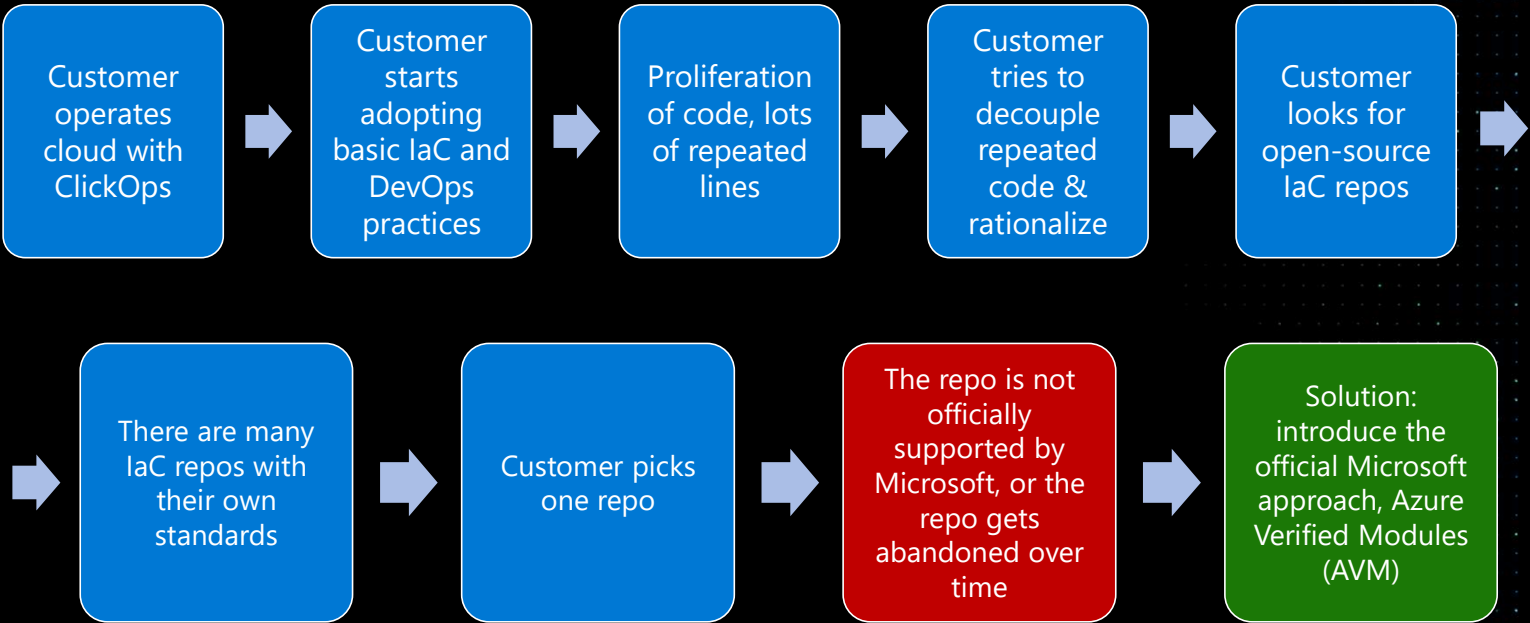 Customer
operates
cloud with
ClickOps
Customer
starts
adopting
basic IaC and
DevOps
practices
Proliferation
of code, lots
of repeated
lines
Customer
tries to
decouple
repeated
code &
rationalize
Customer
looks for
open-source
IaC repos
There are many
IaC repos with
their own
standards
Customer picks
one repo
The repo is not
officially
supported by
Microsoft, or the
repo gets
abandoned over
time
Solution:
introduce the
official Microsoft
approach, Azure
Verified Modules
(AVM)